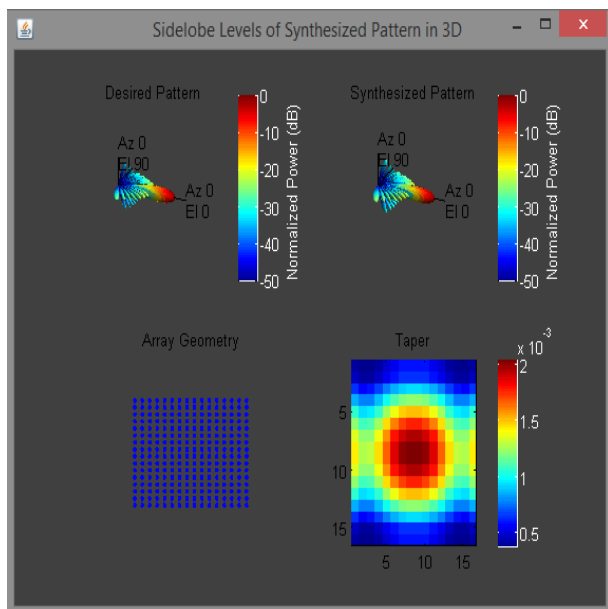 Sidelobe Levels of Synthesized Pattern in 3D
Desired Pattern
Az 0
El 90
Az 0
El 0
0
-10
-20
-30
-40
-50
Normalized Power (dB)
Synthesized Pattern
Az 0
El 90
Az 0
El 0
0
-10
-20
-30
-40
-50
Normalized Power (dB)
Array Geometry
Taper
5
10
15
5 10 15
x 10-3
2
1.5
1
0.5